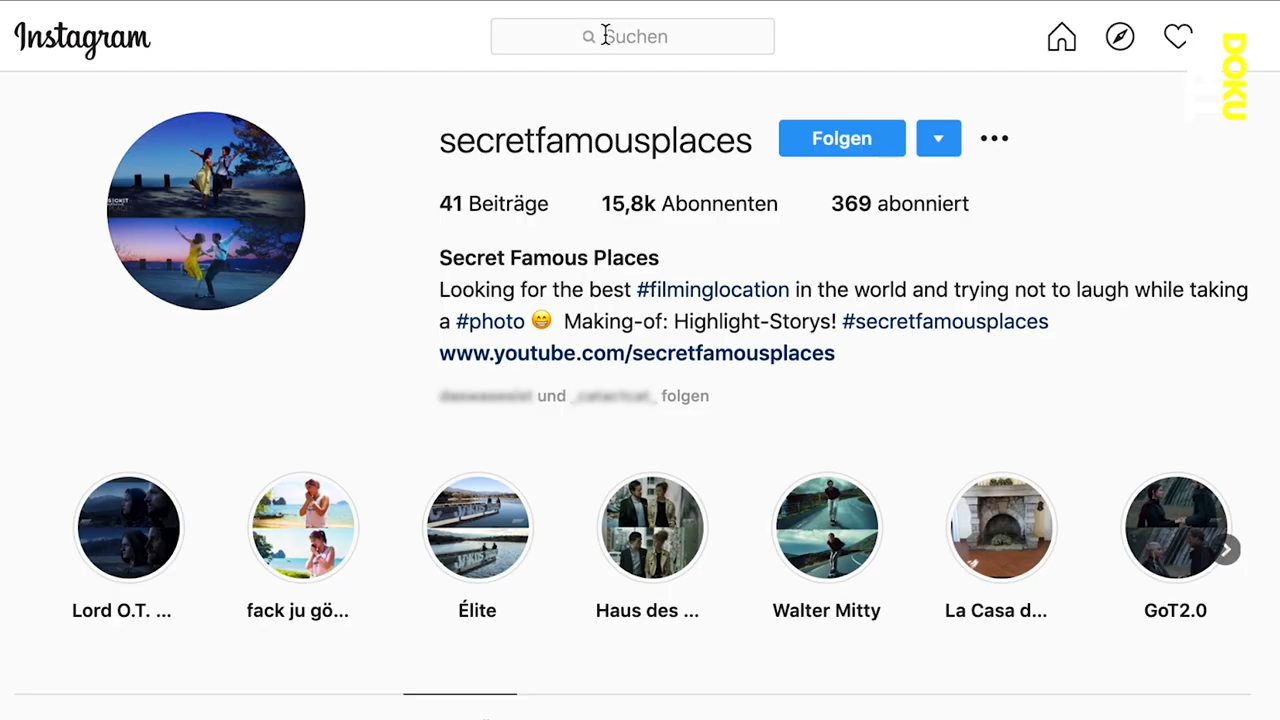 Instagram
Suchen
DOKU
secretfamousplaces
Folgen
41 Beiträge
15,8k Abonnenten
369 abonniert
Secret Famous Places
Looking for the best #filminglocation in the world and trying not to laugh while taking
a #photo 😁 Making-of: Highlight-Storys! #secretfamousplaces
www.youtube.com/secretfamousplaces
und
folgen
Lord O.T. ...
fack ju gö...
Élite
Haus des ...
Walter Mitty
La Casa d...
GoT2.0